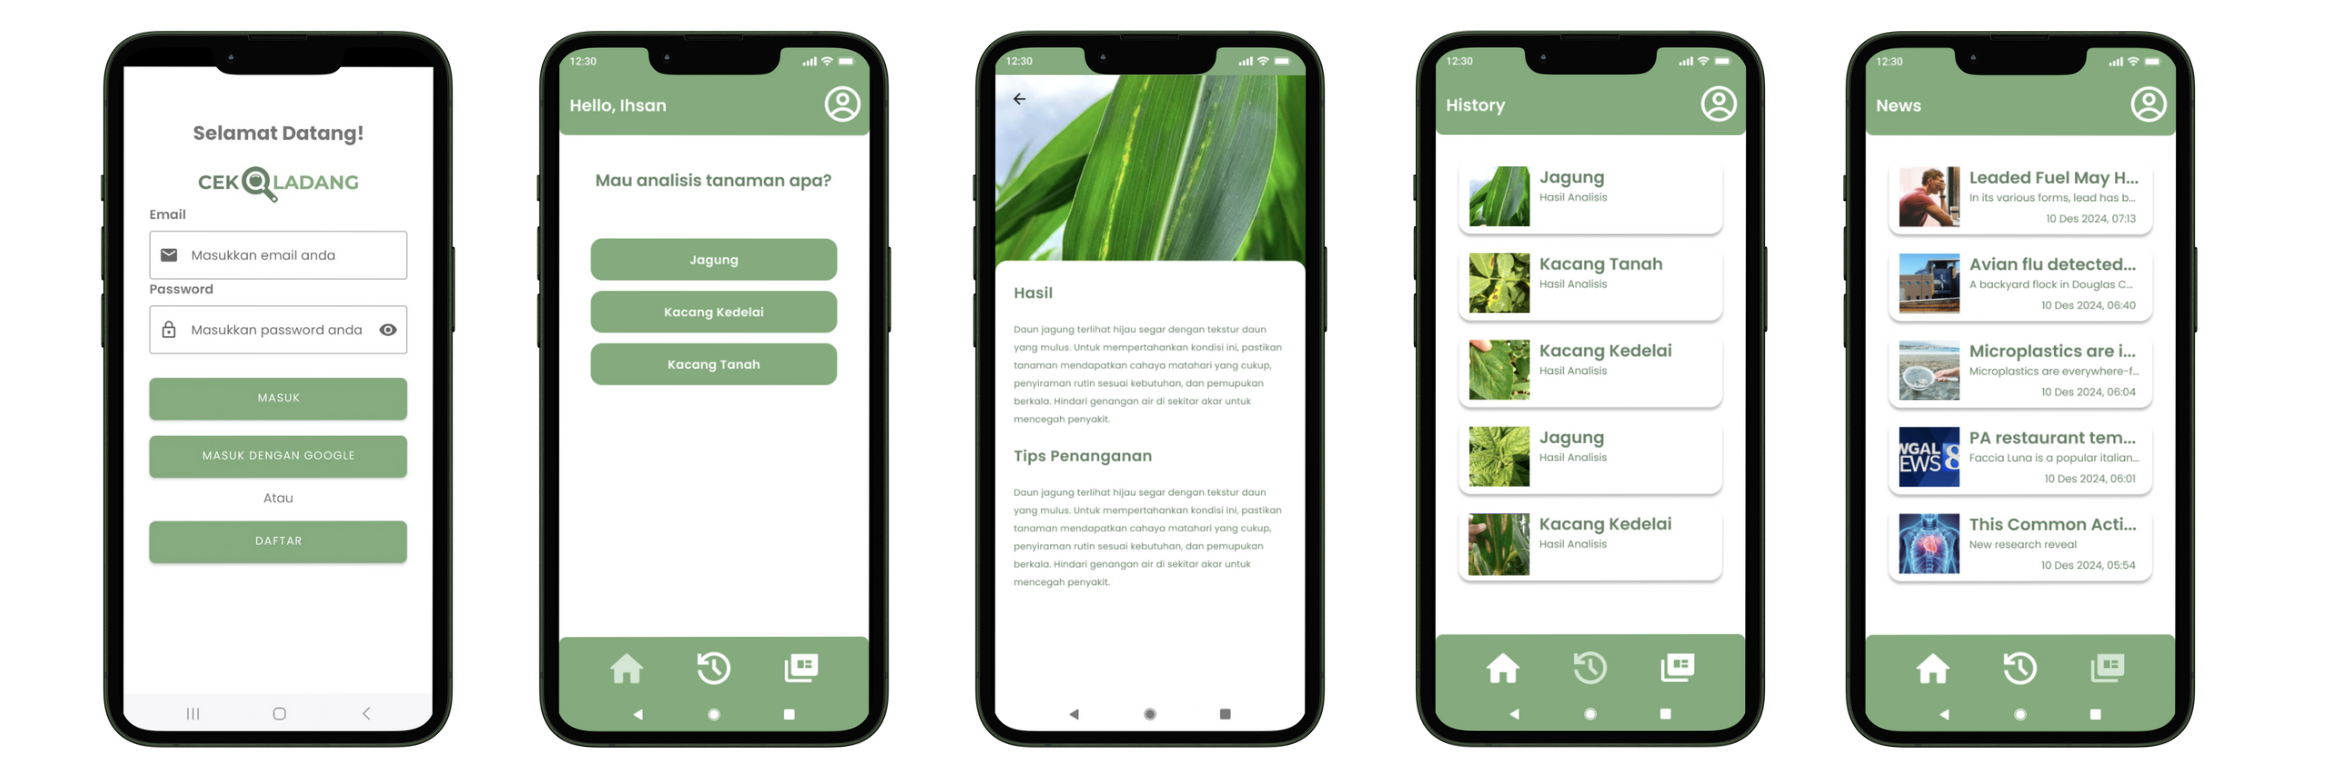 Selamat Datang!
CEK LADANG
Email
Masukkan email anda
Password
Masukkan password anda
MASUK
MASUK DENGAN GOOGLE
Atau
DAFTAR
12:30
Hello, Ihsan
Mau analisis tanaman apa?
Jagung
Kacang Kedelai
Kacang Tanah
12:30
Hasil
Daun jagung terlihat hijau segar dengan tekstur daun
yang mulus. Untuk mempertahankan kondisi ini, pastikan
tanaman mendapatkan cahaya matahari yang cukup,
penyiraman rutin sesuai kebutuhan, dan pemupukan
berkala. Hindari genangan air di sekitar akar untuk
mencegah penyakit.
Tips Penanganan
Daun jagung terlihat hijau segar dengan tekstur daun
yang mulus. Untuk mempertahankan kondisi ini, pastikan
tanaman mendapatkan cahaya matahari yang cukup,
penyiraman rutin sesuai kebutuhan, dan pemupukan
berkala. Hindari genangan air di sekitar akar untuk
mencegah penyakit.
12:30
History
Jagung
Hasil Analisis
Kacang Tanah
Hasil Analisis
Kacang Kedelai
Hasil Analisis
Jagung
Hasil Analisis
Kacang Kedelai
Hasil Analisis
12:30
News
Leaded Fuel May H...
In its various forms, lead has b...
10 Des 2024, 07:13
Avian flu detected...
A backyard flock in Douglas C...
10 Des 2024, 06:40
Microplastics are i...
Microplastics are everywhere-f...
10 Des 2024, 06:04
WGAL
NEWS 8
PA restaurant tem...
Faccia Luna is a popular italian...
10 Des 2024, 06:01
This Common Acti...
New research reveal
10 Des 2024, 05:54